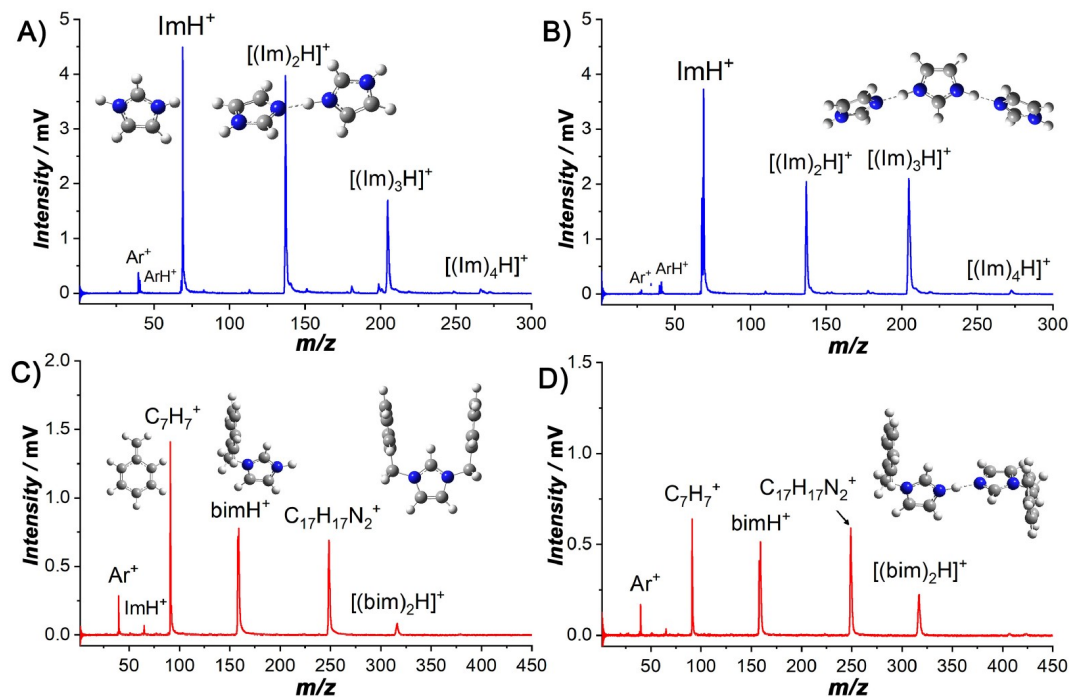 A)
ImH⁺
[(Im)₂H]⁺
[(Im)₃H]⁺
[(Im)₄H]⁺
Ar⁺
ArH⁺
Intensity / mV
5
4
3
2
1
0
50 100 150 200 250 300
m/z
B)
ImH⁺
[(Im)₂H]⁺
[(Im)₃H]⁺
[(Im)₄H]⁺
Ar⁺
ArH⁺
Intensity / mV
5
4
3
2
1
0
50 100 150 200 250 300
m/z
C)
C₇H₇⁺
bimH⁺
C₁₇H₁₇N₂⁺
[(bim)₂H]⁺
Ar⁺
ImH⁺
Intensity / mV
2.0
1.5
1.0
0.5
0.0
50 100 150 200 250 300 350 400 450
m/z
D)
C₇H₇⁺
bimH⁺
C₁₇H₁₇N₂⁺
[(bim)₂H]⁺
Ar⁺
Intensity / mV
1.5
1.0
0.5
0.0
50 100 150 200 250 300 350 400 450
m/z